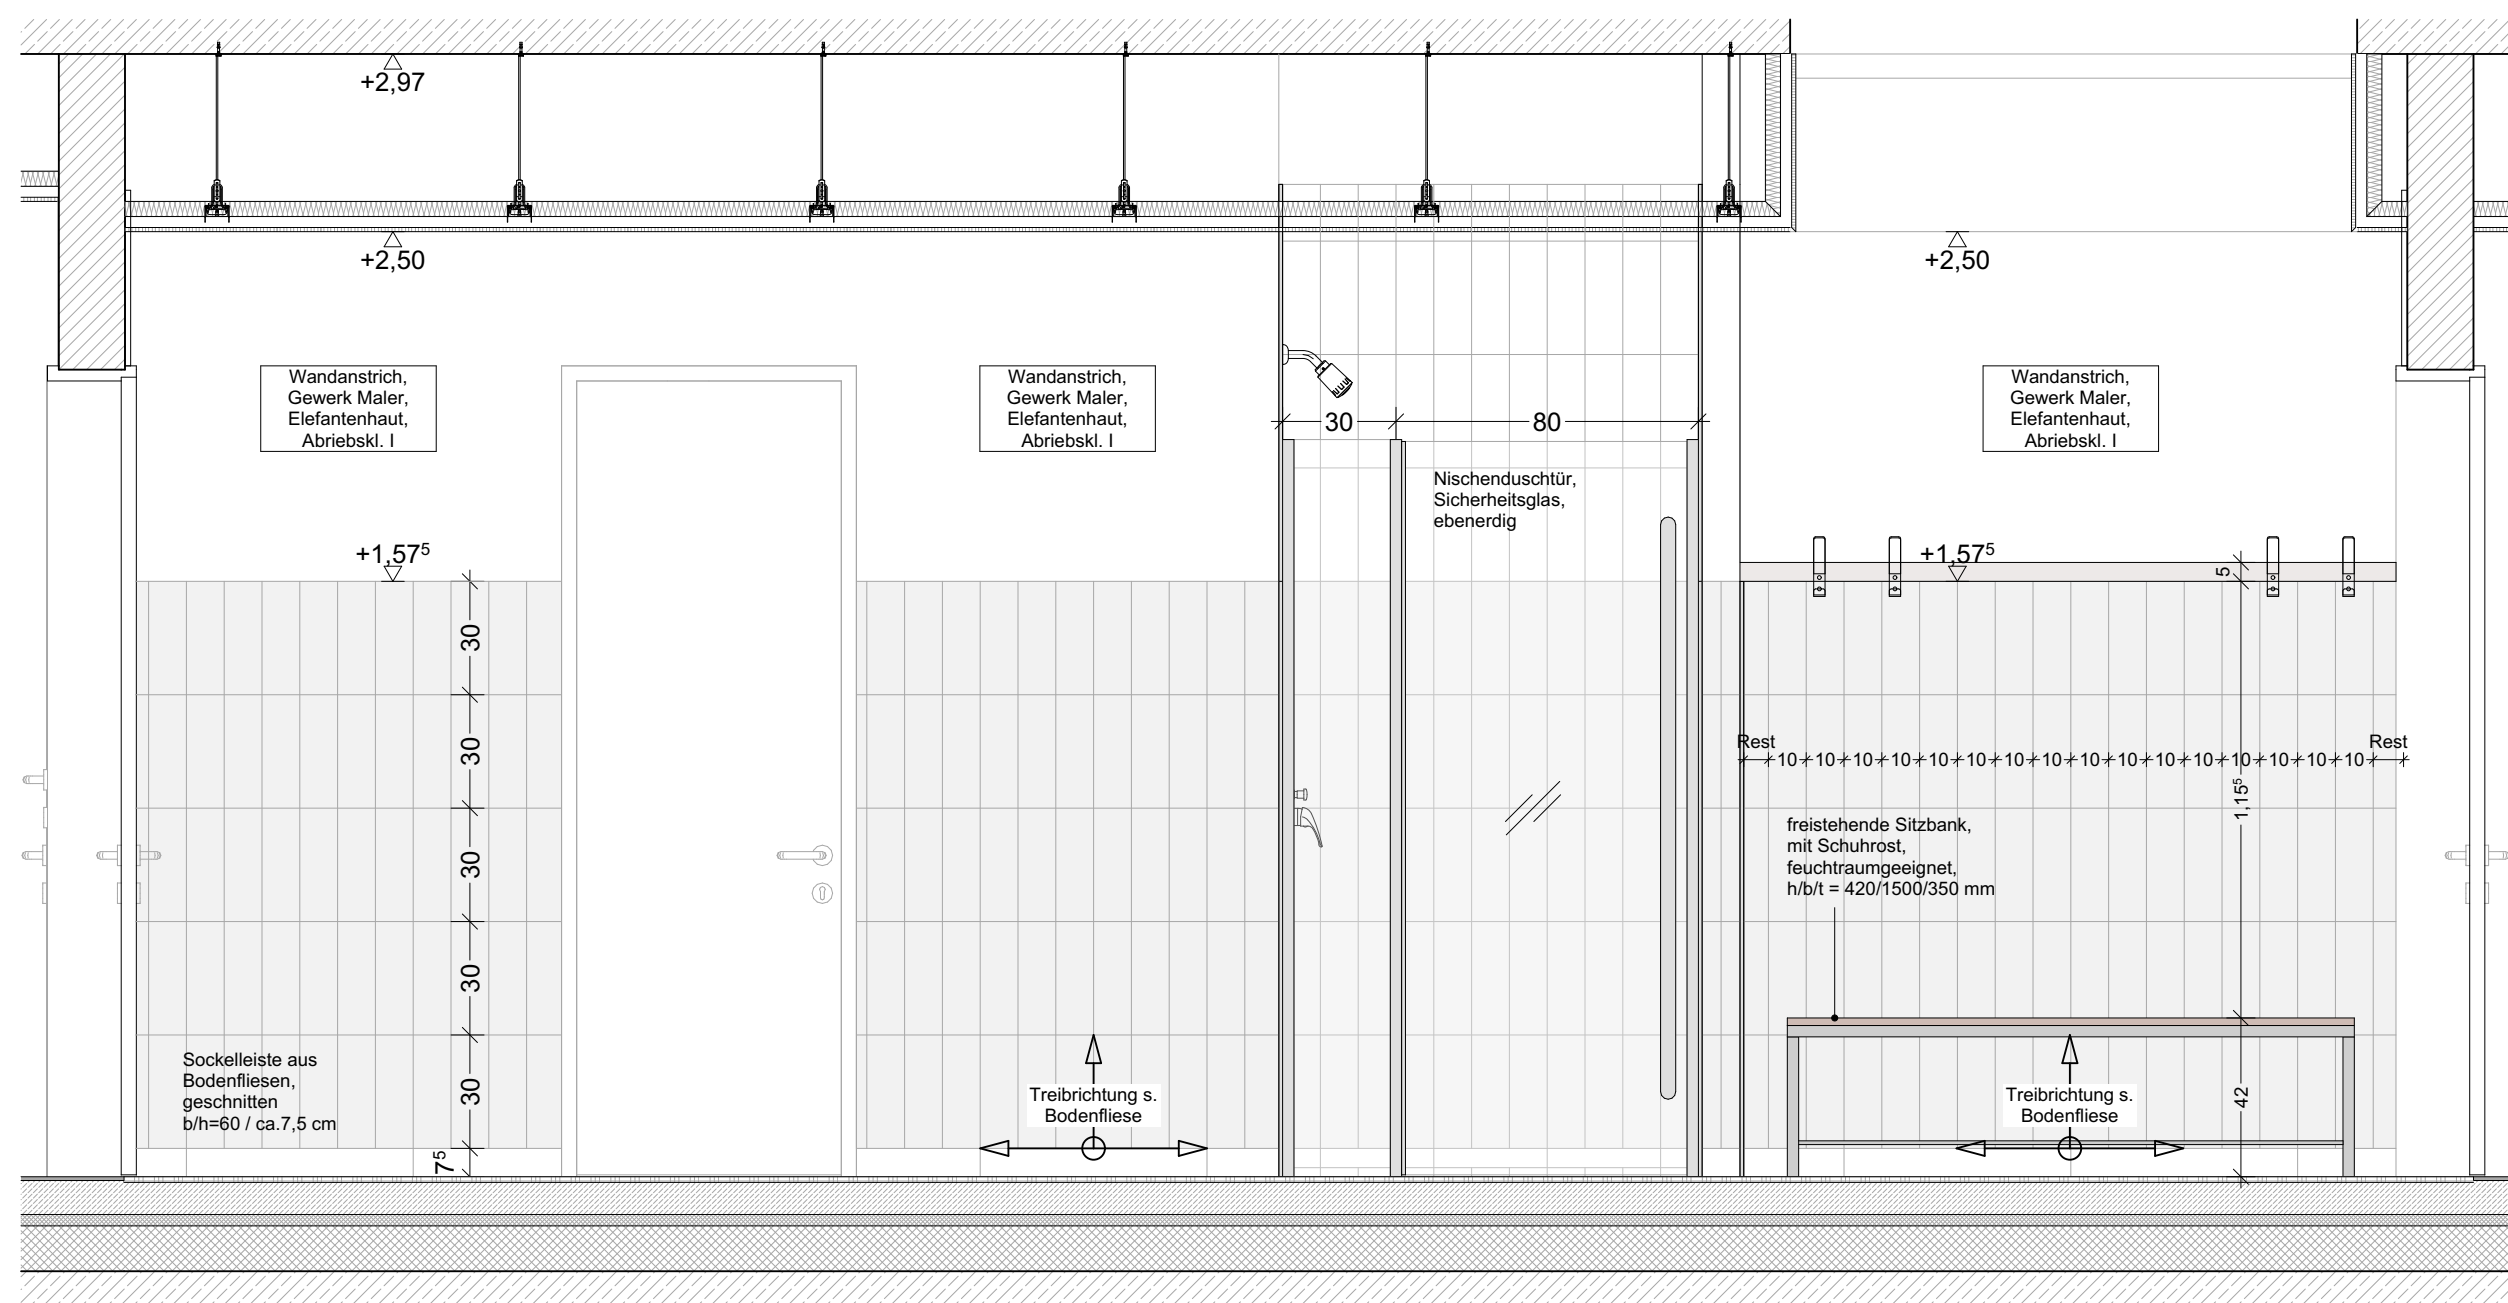 +2,97
+2,50
+2,50
Wandanstrich,
Gewerk Maler,
Elefantenhaut,
Abriebskl. I
Wandanstrich,
Gewerk Maler,
Elefantenhaut,
Abriebskl. I
Wandanstrich,
Gewerk Maler,
Elefantenhaut,
Abriebskl. I
30
80
Nischenduschtür,
Sicherheitsglas,
ebenerdig
+1,57⁵
+1,57⁵
5
30
30
30
30
30
7⁵
Rest
10 10 10 10 10 10 10 10 10 10 10 10 10 10 10 10
Rest
1,15⁵
freistehende Sitzbank,
mit Schuhrost,
feuchtraumgeeignet,
h/b/t = 420/1500/350 mm
Sockelleiste aus
Bodenfliesen,
geschnitten
b/h=60 / ca.7,5 cm
Treibrichtung s.
Bodenfliese
Treibrichtung s.
Bodenfliese
42